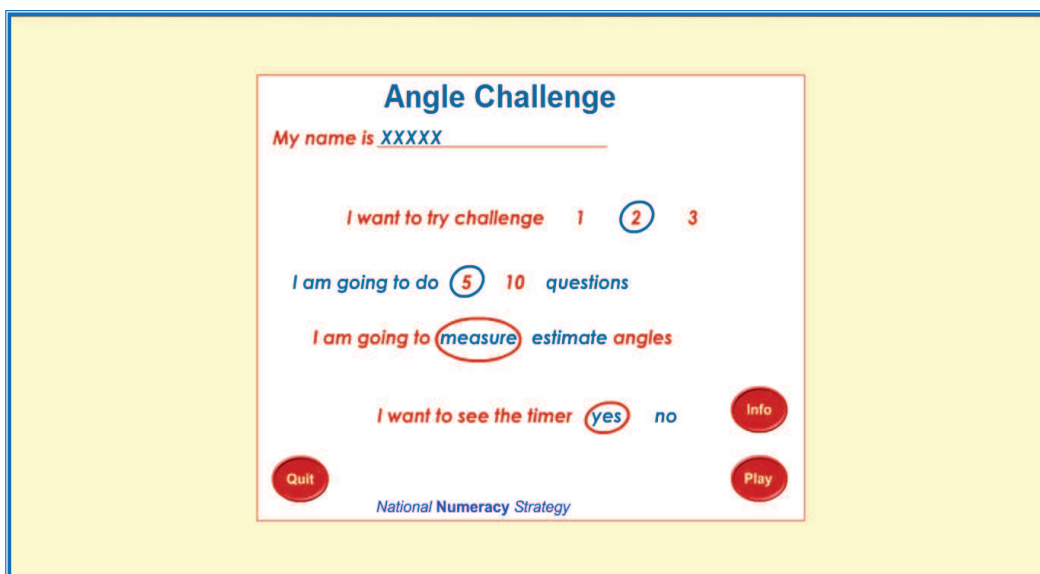 Angle Challenge
My name is XXXXX
I want to try challenge 1 2 3
I am going to do 5 10 questions
I am going to measure estimate angles
I want to see the timer yes no
Info
Quit
Play
National Numeracy Strategy